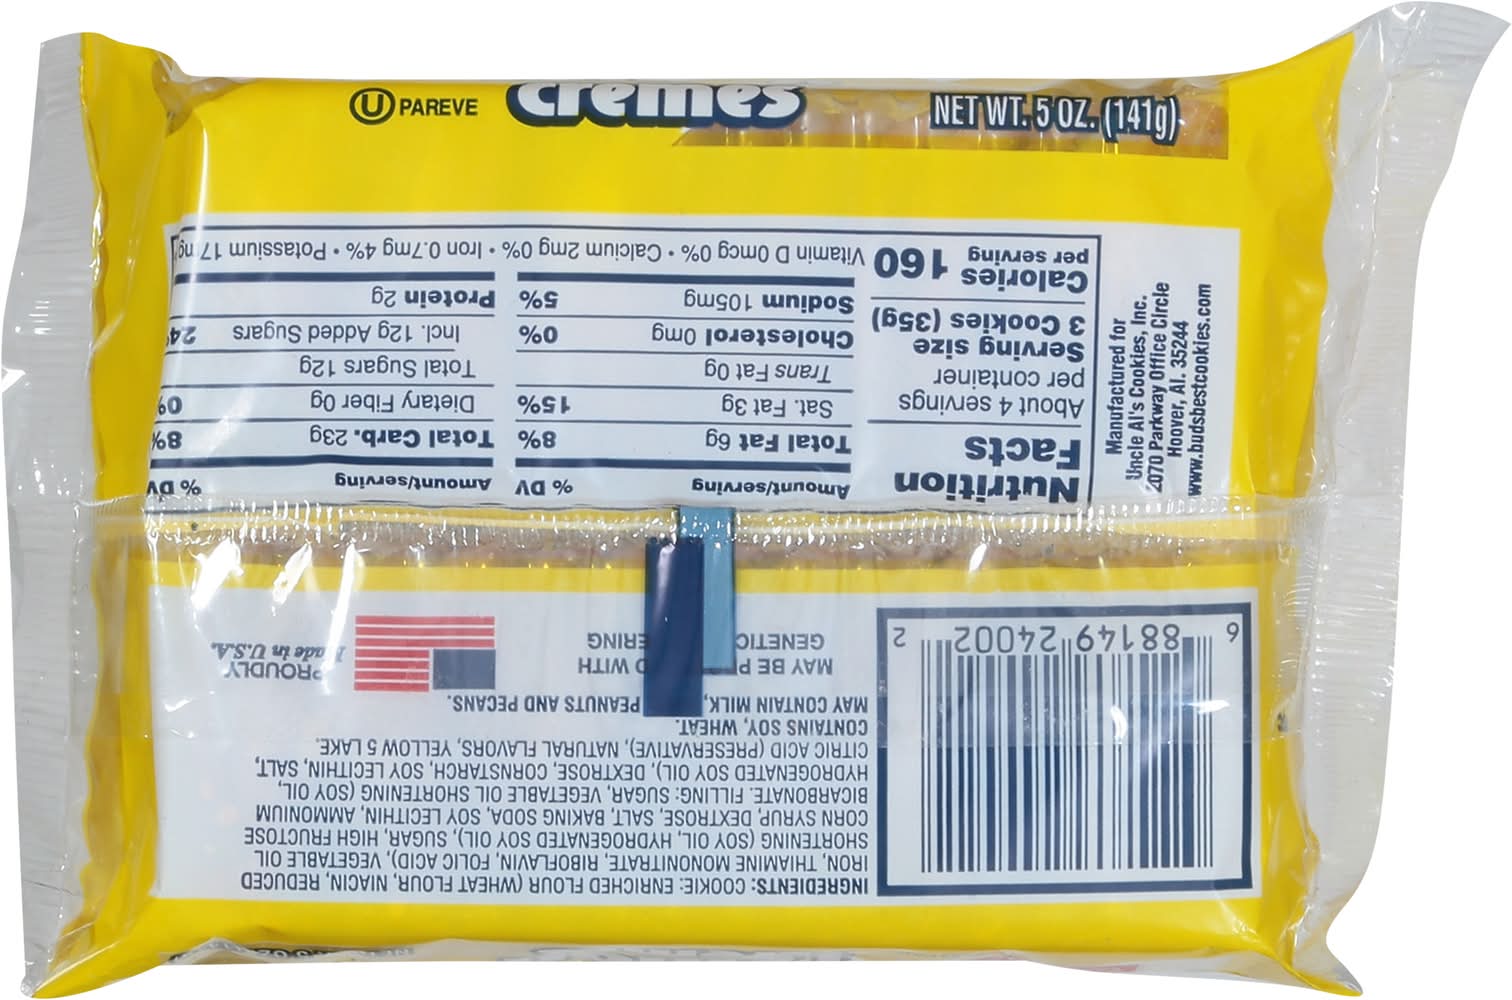 U PAREVE
cremes
NET WT. 5 OZ. (141g)
INGREDIENTS: COOKIE: ENRICHED FLOUR (WHEAT FLOUR, NIACIN, REDUCED
IRON, THIAMINE MONONITRATE, RIBOFLAVIN, FOLIC ACID), VEGETABLE OIL
SHORTENING (SOY OIL, HYDROGENATED SOY OIL), SUGAR, HIGH FRUCTOSE
CORN SYRUP, DEXTROSE, SALT, BAKING SODA, SOY LECITHIN, AMMONIUM
BICARBONATE. FILLING: SUGAR, VEGETABLE OIL SHORTENING (SOY OIL,
HYDROGENATED SOY OIL), DEXTROSE, CORNSTARCH, SOY LECITHIN, SALT,
CITRIC ACID (PRESERVATIVE), NATURAL FLAVORS, YELLOW 5 LAKE.
CONTAINS SOY, WHEAT.
MAY CONTAIN MILK, PEANUTS AND PECANS.
MAY BE P D WITH
GENETIC ERING
PROUDLY
Made in U.S.A.
6 88149 24002 2
Nutrition
Facts
About 4 servings
per container
Serving size
3 Cookies (35g)
Calories 160
per serving
Amount/serving % DV
Total Fat 6g 8%
Sat. Fat 3g 15%
Trans Fat 0g
Cholesterol 0mg 0%
Sodium 105mg 5%
Amount/serving % DV
Total Carb. 23g 8%
Dietary Fiber 0g 0%
Total Sugars 12g
Incl. 12g Added Sugars 24
Protein 2g
Vitamin D 0mcg 0% • Calcium 2mg 0% • Iron 0.7mg 4% • Potassium 17mg
Manufactured for
Uncle Al's Cookies, Inc.
2070 Parkway Office Circle
Hoover, Al. 35244
www.budsbestcookies.com